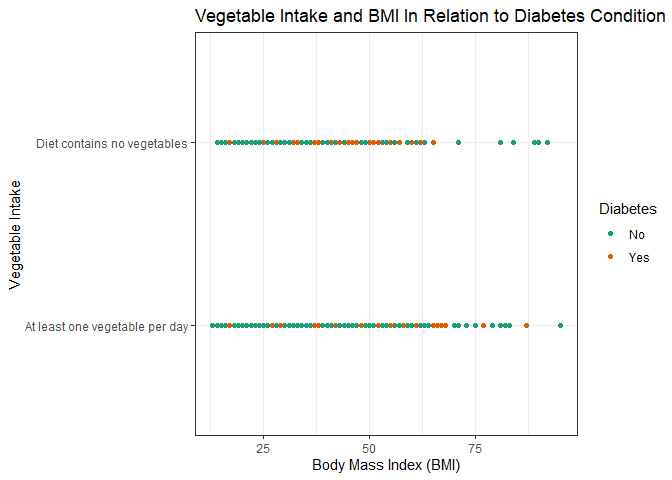 Vegetable Intake and BMI In Relation to Diabetes Condition
Vegetable Intake
Diet contains no vegetables
At least one vegetable per day
25 50 75
Body Mass Index (BMI)
Diabetes
No
Yes